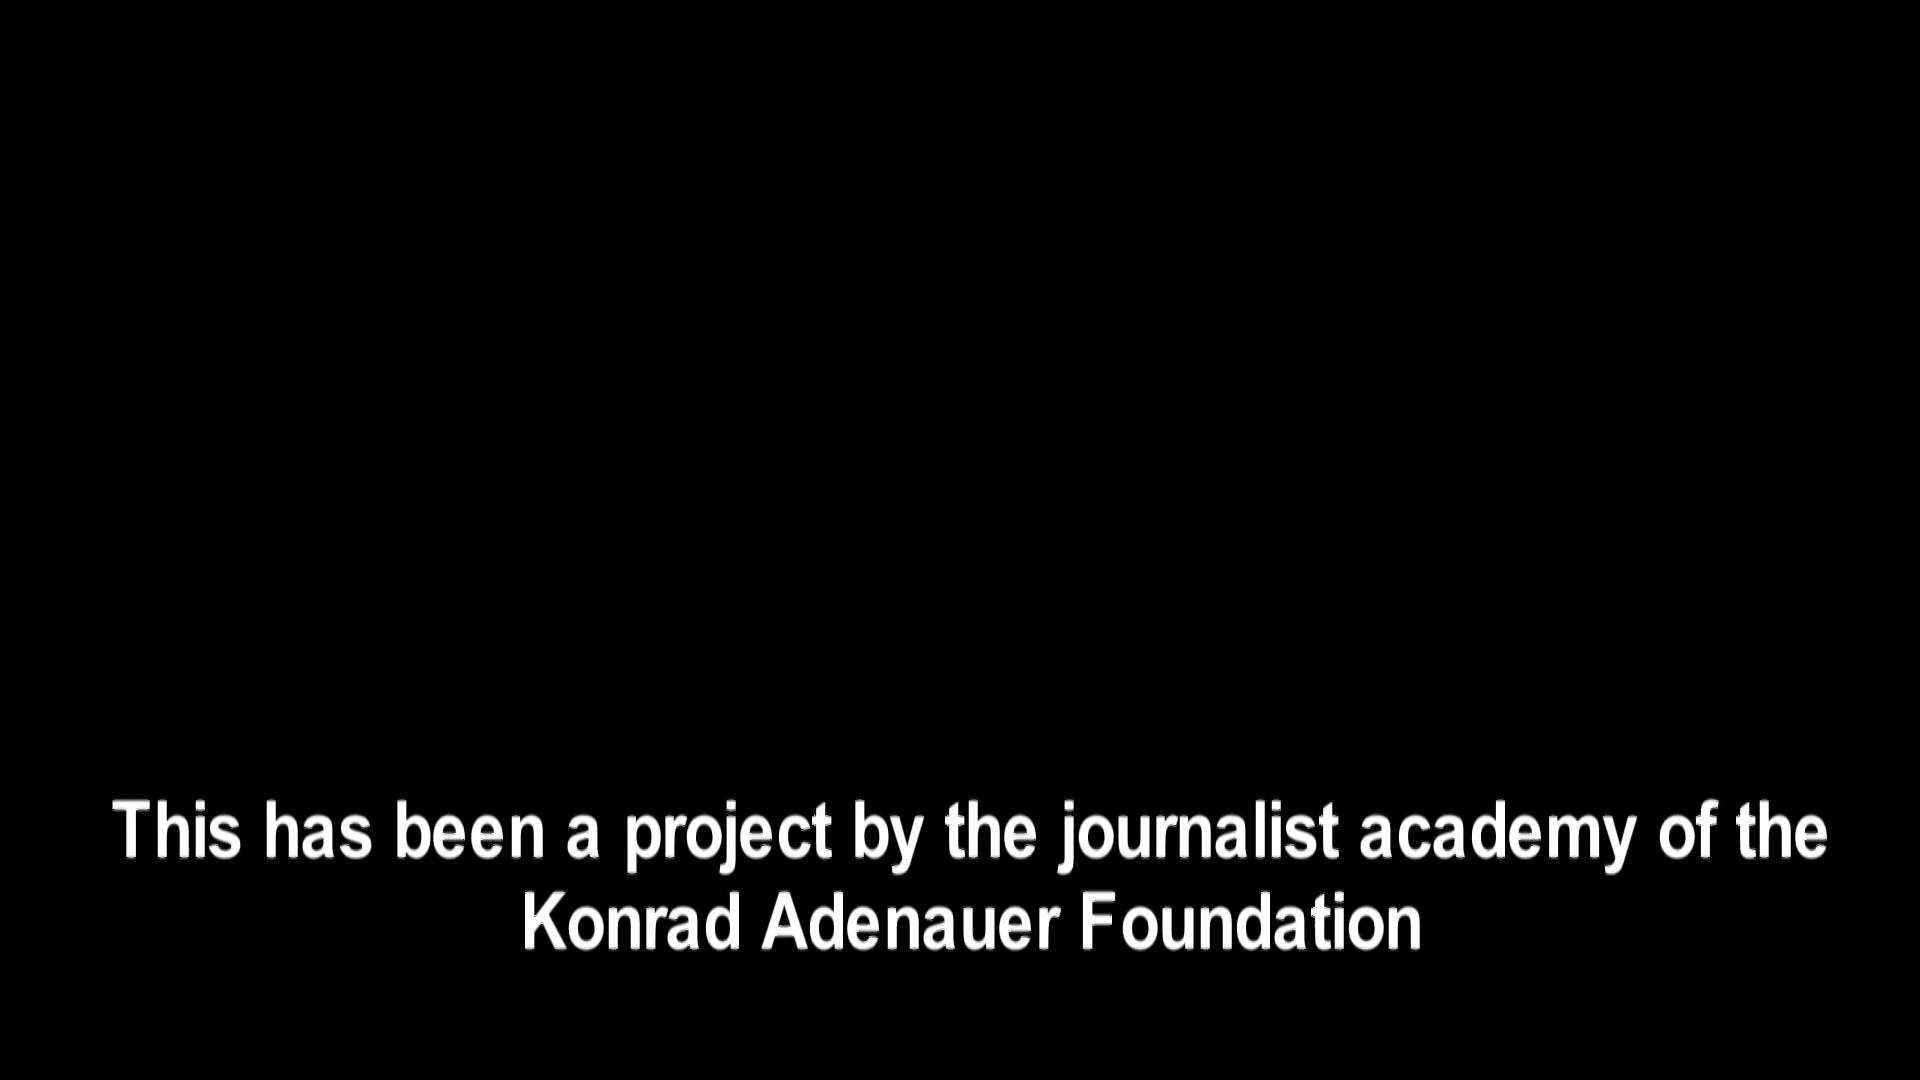 This has been a project by the journalist academy of the
Konrad Adenauer Foundation